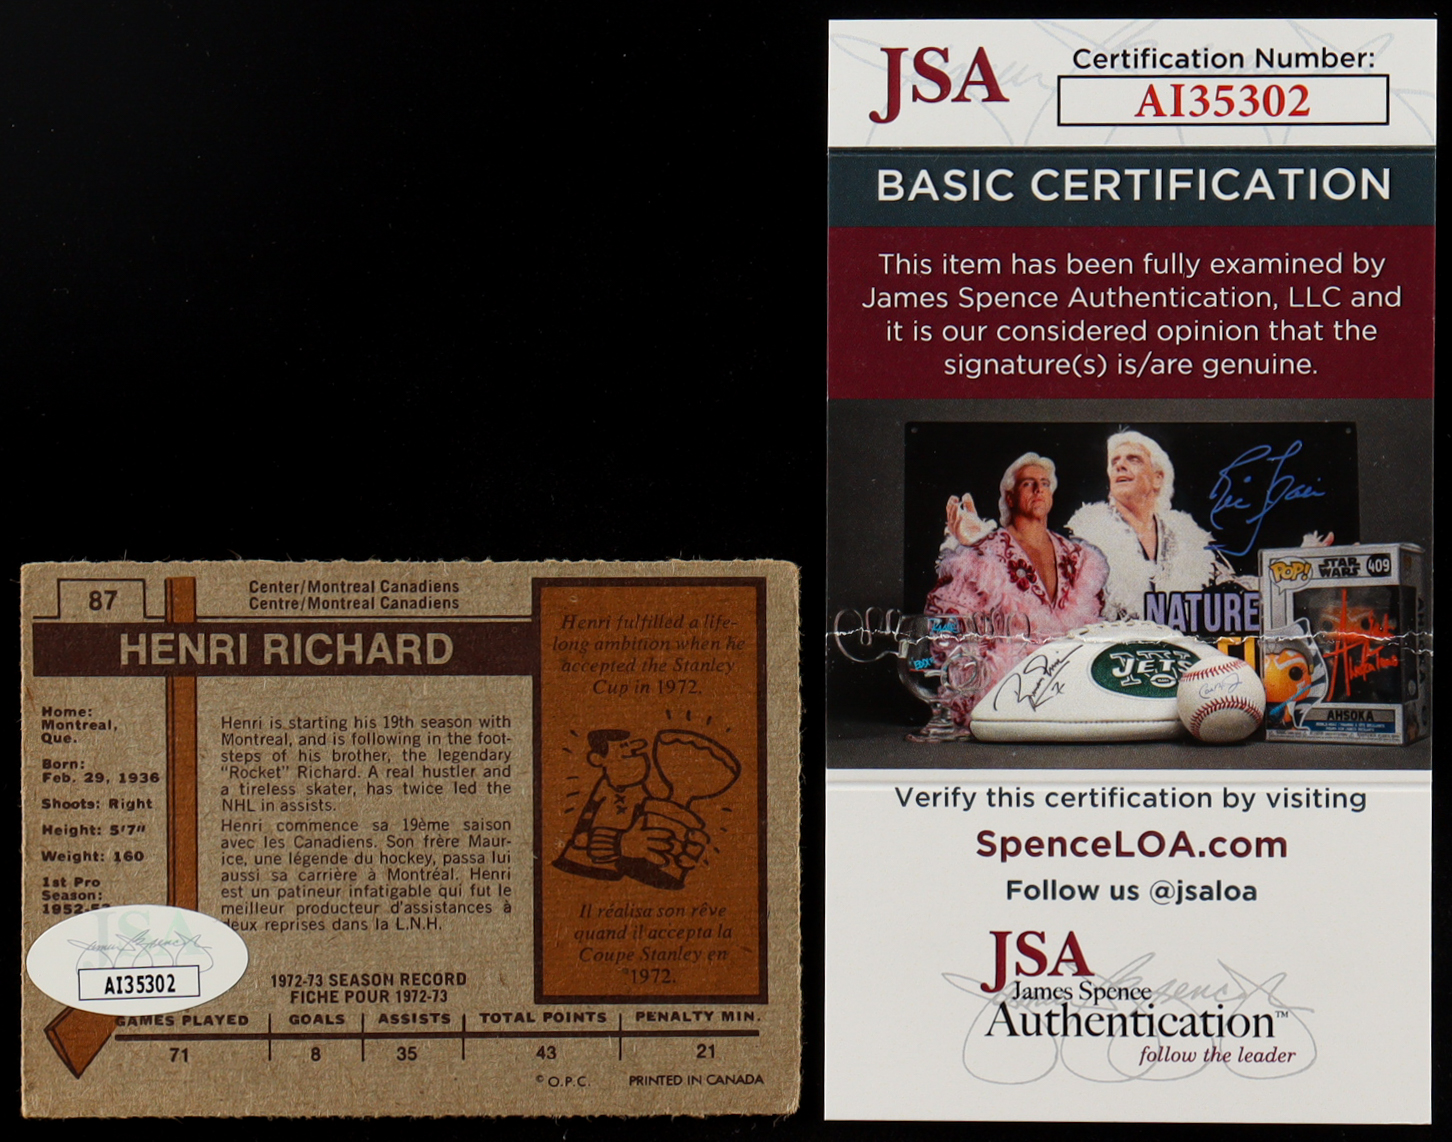 87
Center/Montreal Canadiens
Centre/Montreal Canadiens
HENRI RICHARD
Home:
Montreal,
Que.
Born:
Feb. 29, 1936
Shoots: Right
Height: 5'7"
Weight: 160
1st Pro
Season:
1952-53
Henri is starting his 19th season with
Montreal, and is following in the foot-
steps of his brother, the legendary
"Rocket" Richard. A real hustler and
a tireless skater, has twice led the
NHL in assists.
Henri commence sa 19ème saison
avec les Canadiens. Son frère Maur-
ice, une légende du hockey, passa lui
aussi sa carrière à Montréal. Henri
est un patineur infatigable qui fut le
meilleur producteur d'assistances à
deux reprises dans la L.N.H.
Henri fulfilled a life-
long ambition when he
accepted the Stanley
Cup in 1972.
Il réalisa son rêve
quand il accepta la
Coupe Stanley en
1972.
JSA
AI35302
1972-73 SEASON RECORD
FICHE POUR 1972-73
GAMES PLAYED GOALS ASSISTS TOTAL POINTS PENALTY MIN.
71 8 35 43 21
© O.P.C. PRINTED IN CANADA
JSA
Certification Number:
AI35302
BASIC CERTIFICATION
This item has been fully examined by
James Spence Authentication, LLC and
it is our considered opinion that the
signature(s) is/are genuine.
Ric Flair
NATURE
POP! STAR WARS 409
JETS
AHSOKA
Verify this certification by visiting
SpenceLOA.com
Follow us @jsaloa
JSA
James Spence
Authentication™
follow the leader